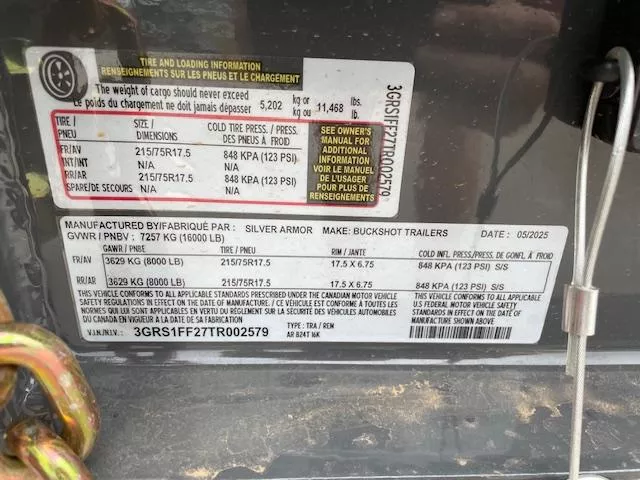 TIRE AND LOADING INFORMATION
RENSEIGNEMENTS SUR LES PNEUS ET LE CHARGEMENT
The weight of cargo should never exceed kg or lbs.
Le poids du chargement ne doit jamais dépasser 5,202 kg ou 11,468 lb.
TIRE / PNEU SIZE / DIMENSIONS COLD TIRE PRESS. / PRESS. DES PNEUS À FROID
FR/AV 215/75R17.5 848 KPA (123 PSI)
INT/INT N/A N/A
RR/AR 215/75R17.5 848 KPA (123 PSI)
SPARE/DE SECOURS N/A N/A
SEE OWNER'S
MANUAL FOR
ADDITIONAL
INFORMATION
VOIR LE MANUEL
DE L'USAGER
POUR PLUS DE
RENSEIGNEMENTS
3GRS1FF27TR002579
MANUFACTURED BY/FABRIQUÉ PAR : SILVER ARMOR MAKE: BUCKSHOT TRAILERS DATE : 05/2025
GVWR / PNBV : 7257 KG (16000 LB)
GAWR / PNBE TIRE / PNEU RIM / JANTE COLD INFL. PRESS./PRESS. DE GONFL. À FROID
FR/AV 3629 KG (8000 LB) 215/75R17.5 17.5 X 6.75 848 KPA (123 PSI) S/S
RR/AR 3629 KG (8000 LB) 215/75R17.5 17.5 X 6.75 848 KPA (123 PSI) S/S
THIS VEHICLE CONFORMS TO ALL APPLICABLE STANDARDS PRESCRIBED UNDER THE CANADIAN MOTOR VEHICLE
SAFETY REGULATIONS IN EFFECT ON THE DATE OF MANUFACTURE. / CE VÉHICULE EST CONFORME À TOUTES
LES NORMES QUI LUI SONT APPLICABLES EN VERTU DU RÈGLEMENT SUR LA SÉCURITÉ DES VÉHICULES AUTOMOBILES
DU CANADA EN VIGUEUR À LA DATE DE SA FABRICATION.
THIS VEHICLE CONFORMS TO ALL APPLICABLE
U.S FEDERAL MOTOR VEHICLE SAFETY
STANDARDS IN EFFECT ON THE DATE OF
MANUFACTURE SHOWN ABOVE
V.I.N./N.I.V. : 3GRS1FF27TR002579 TYPE : TRA / REM
AR 824T 16K